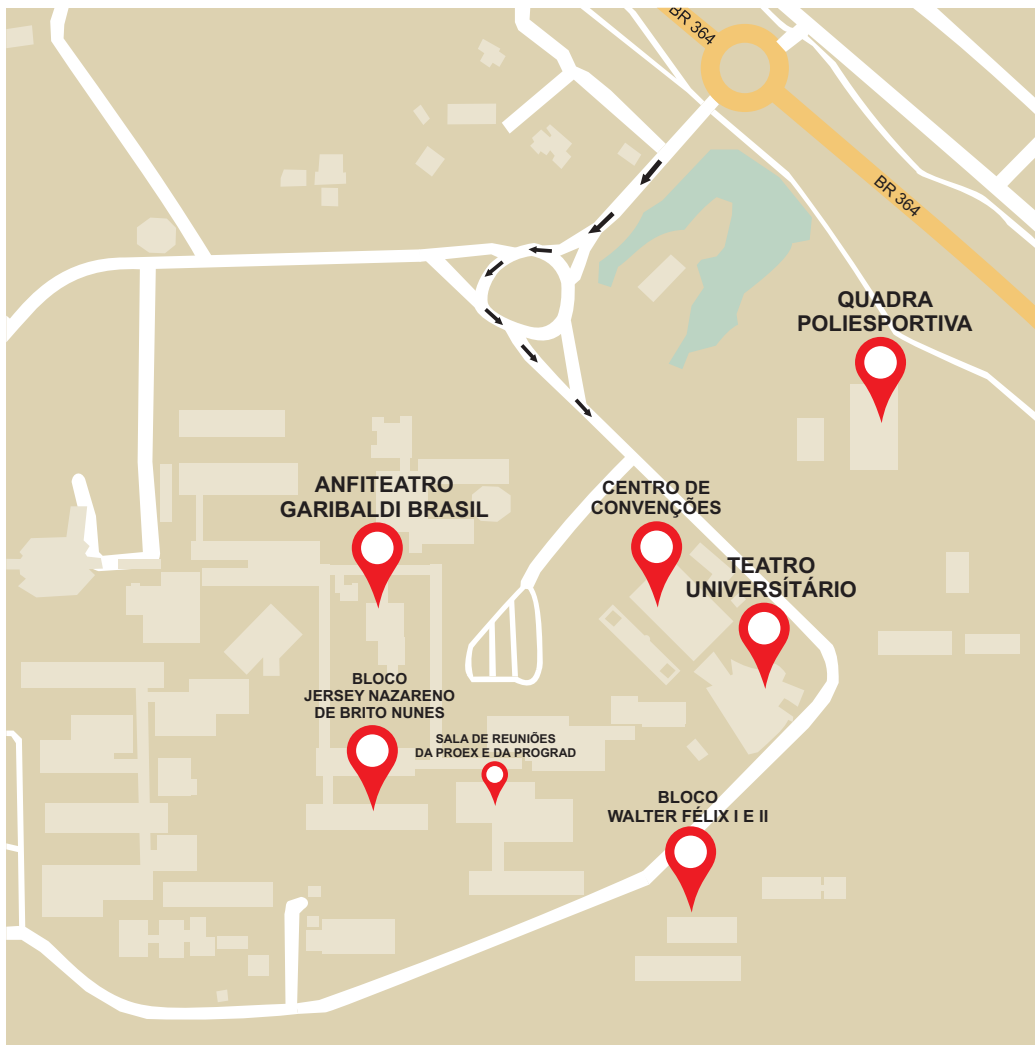 BR 364
BR 364
QUADRA
POLIESPORTIVA
ANFITEATRO
GARIBALDI BRASIL
CENTRO DE
CONVENÇÕES
TEATRO
UNIVERSÍTÁRIO
BLOCO
JERSEY NAZARENO
DE BRITO NUNES
SALA DE REUNIÕES
DA PROEX E DA PROGRAD
BLOCO
WALTER FÉLIX I E II